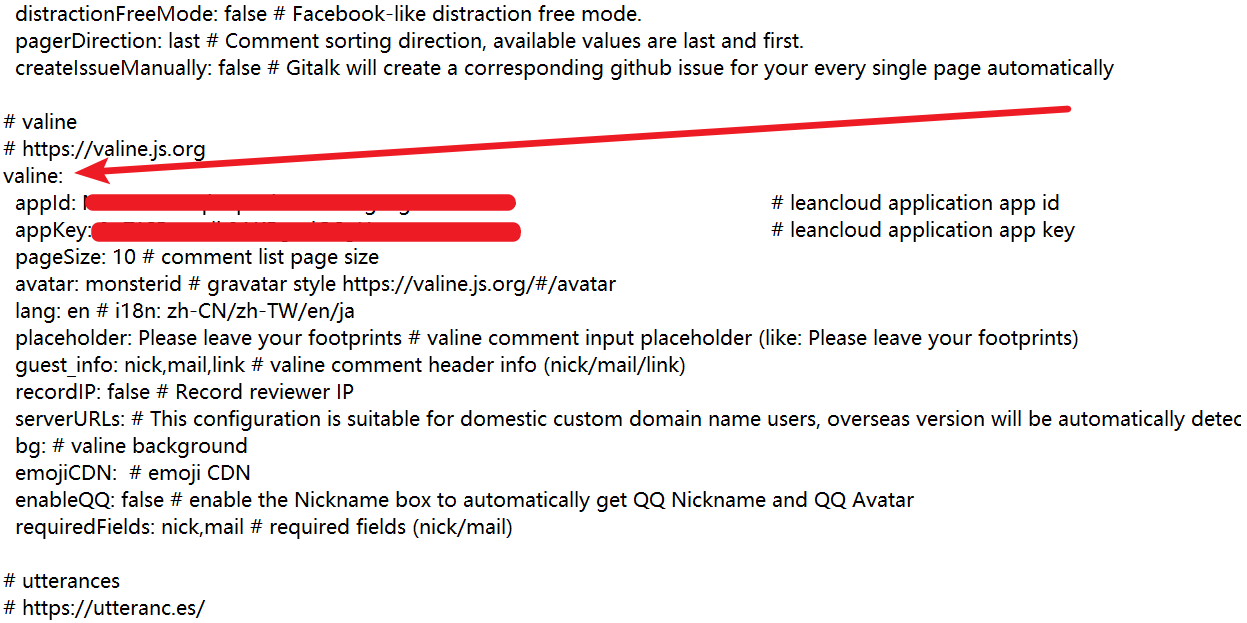 distractionFreeMode: false # Facebook-like distraction free mode.
pagerDirection: last # Comment sorting direction, available values are last and first.
createIssueManually: false # Gitalk will create a corresponding github issue for your every single page automatically
# valine
# https://valine.js.org
valine:
appId: # leancloud application app id
appKey: # leancloud application app key
pageSize: 10 # comment list page size
avatar: monsterid # gravatar style https://valine.js.org/#/avatar
lang: en # i18n: zh-CN/zh-TW/en/ja
placeholder: Please leave your footprints # valine comment input placeholder (like: Please leave your footprints)
guest_info: nick,mail,link # valine comment header info (nick/mail/link)
recordIP: false # Record reviewer IP
serverURLs: # This configuration is suitable for domestic custom domain name users, overseas version will be automatically detec
bg: # valine background
emojiCDN: # emoji CDN
enableQQ: false # enable the Nickname box to automatically get QQ Nickname and QQ Avatar
requiredFields: nick,mail # required fields (nick/mail)
# utterances
# https://utteranc.es/